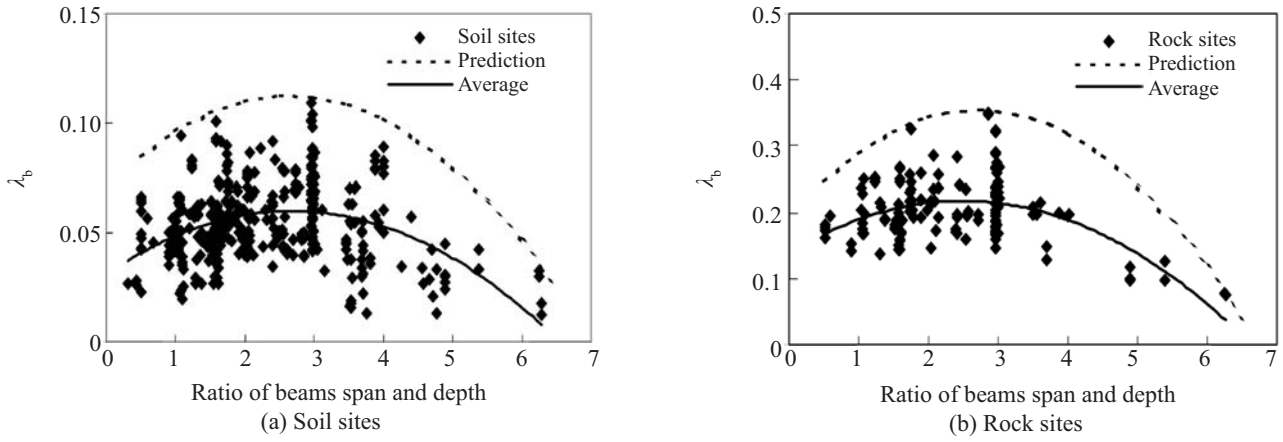 0.15
0.10
0.05
0
λb
Soil sites
Prediction
Average
0 1 2 3 4 5 6 7
Ratio of beams span and depth
(a) Soil sites
0.5
0.4
0.3
0.2
0.1
0
λb
Rock sites
Prediction
Average
0 1 2 3 4 5 6 7
Ratio of beams span and depth
(b) Rock sites